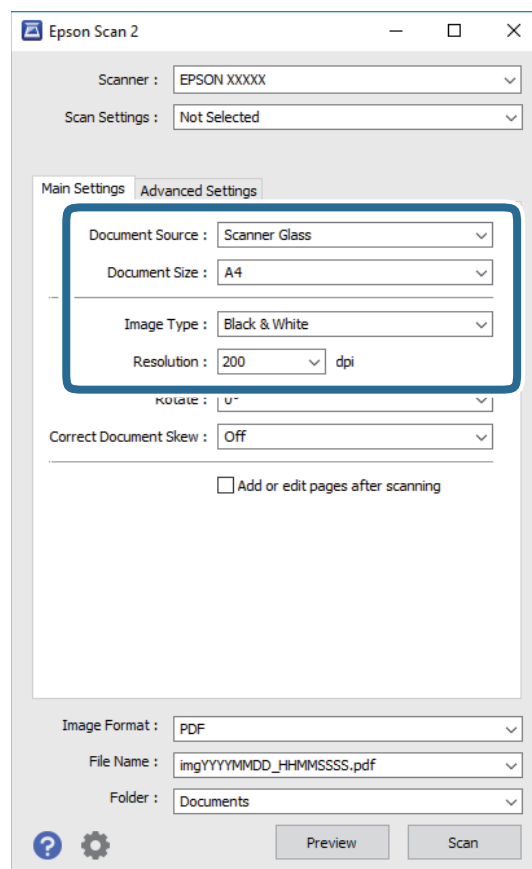 Epson Scan 2
Scanner : EPSON XXXXX
Scan Settings : Not Selected
Main Settings Advanced Settings
Document Source : Scanner Glass
Document Size : A4
Image Type : Black & White
Resolution : 200 dpi
Rotate : 0°
Correct Document Skew : Off
Add or edit pages after scanning
Image Format : PDF
File Name : imgYYYYMMDD_HHMMSSSS.pdf
Folder : Documents
? Preview Scan